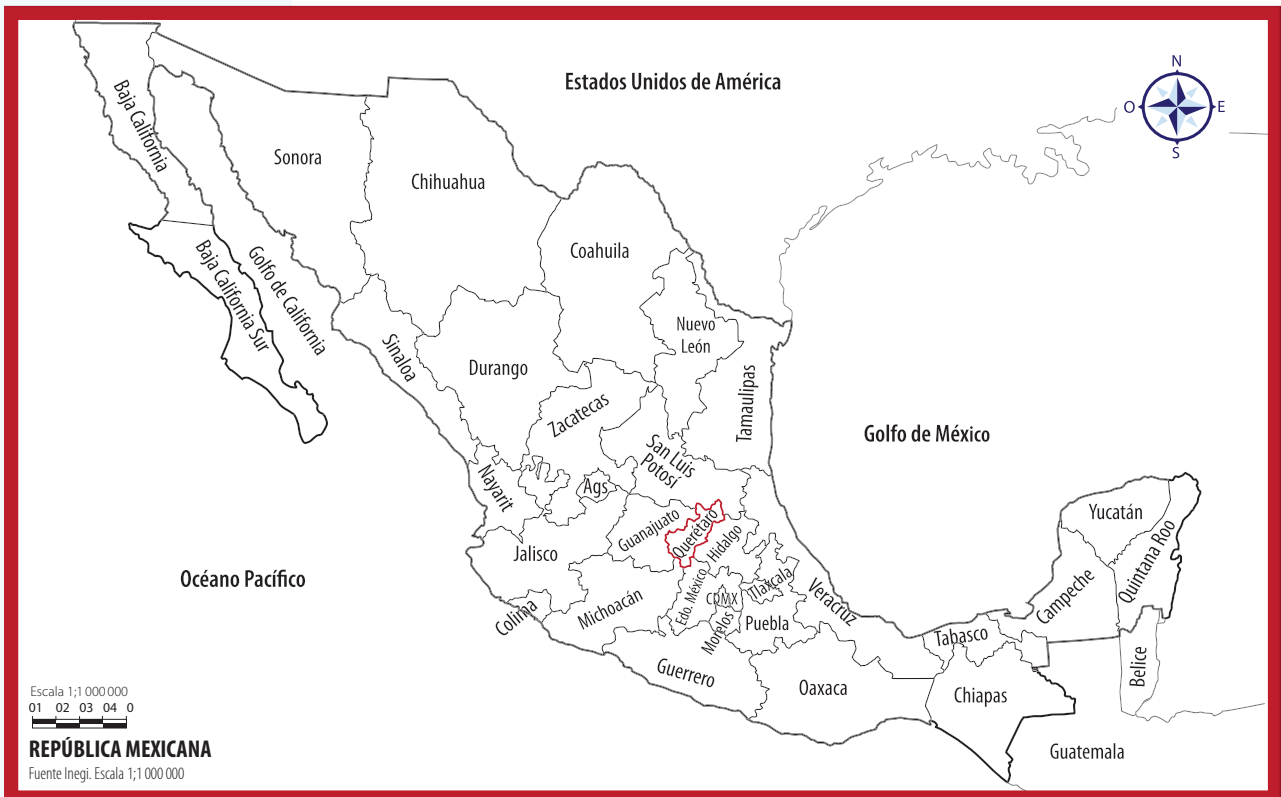 Estados Unidos de América
N
O
E
S
Baja California
Sonora
Chihuahua
Coahuila
Baja California Sur
Golfo de California
Nuevo
León
Sinaloa
Durango
Tamaulipas
Zacatecas
Golfo de México
San Luis
Potosí
Nayarit
Ags
Yucatán
Guanajuato
Querétaro
Hidalgo
Quintana Roo
Jalisco
Océano Pacífico
Edo. México
CDMX
Tlaxcala
Veracruz
Campeche
Colima
Michoacán
Morelos
Puebla
Tabasco
Guerrero
Oaxaca
Chiapas
Belice
Guatemala
Escala 1;1 000 000
01 02 03 04 0
REPÚBLICA MEXICANA
Fuente Inegi. Escala 1;1 000 000